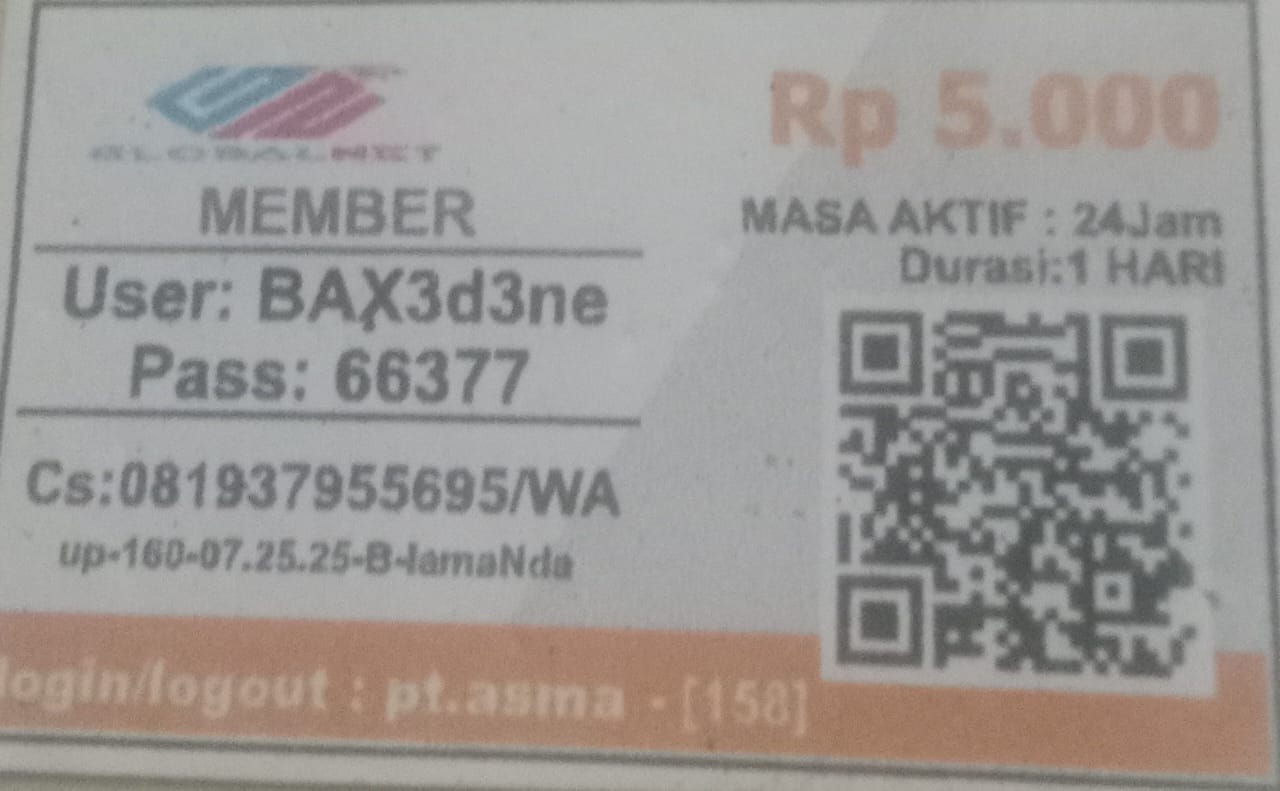 GLOBALNET
Rp 5.000
MEMBER
MASA AKTIF : 24Jam
Durasi:1 HARI
User: BAX3d3ne
Pass: 66377
Cs:081937955695/WA
up-160-07.25.25-B-lamaNda
login/logout : pt.asma - [158]